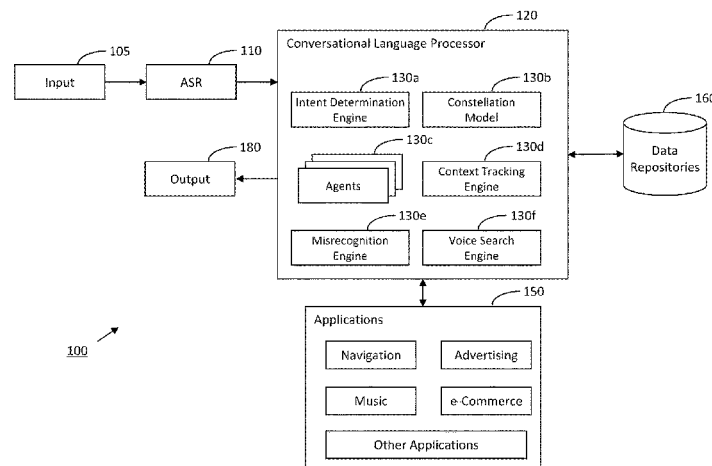 120
105
110
Conversational Language Processor
Input
ASR
130a
130b
Intent Determination
Engine
Constellation
Model
160
180
130c
130d
Data
Repositories
Output
Agents
Context Tracking
Engine
130e
130f
Misrecognition
Engine
Voice Search
Engine
150
Applications
100
Navigation
Advertising
Music
e-Commerce
Other Applications